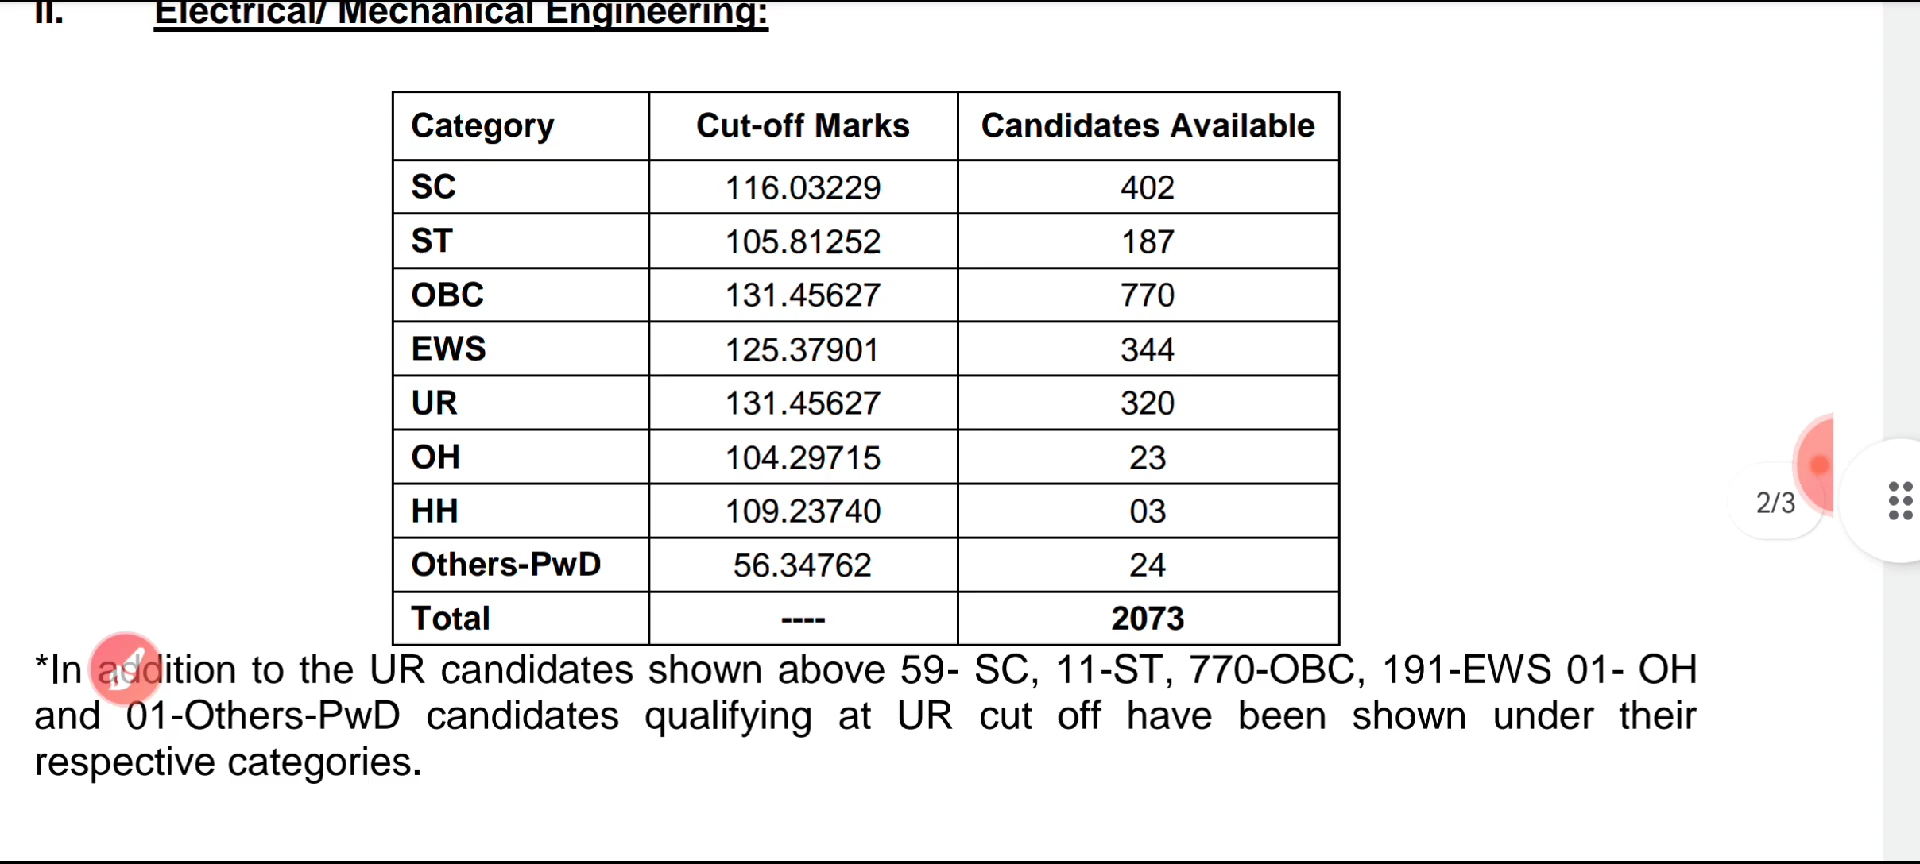 II. Electrical/ Mechanical Engineering:
Category Cut-off Marks Candidates Available
SC 116.03229 402
ST 105.81252 187
OBC 131.45627 770
EWS 125.37901 344
UR 131.45627 320
OH 104.29715 23
HH 109.23740 03
Others-PwD 56.34762 24
Total ---- 2073
*In addition to the UR candidates shown above 59- SC, 11-ST, 770-OBC, 191-EWS 01- OH
and 01-Others-PwD candidates qualifying at UR cut off have been shown under their
respective categories.
2/3